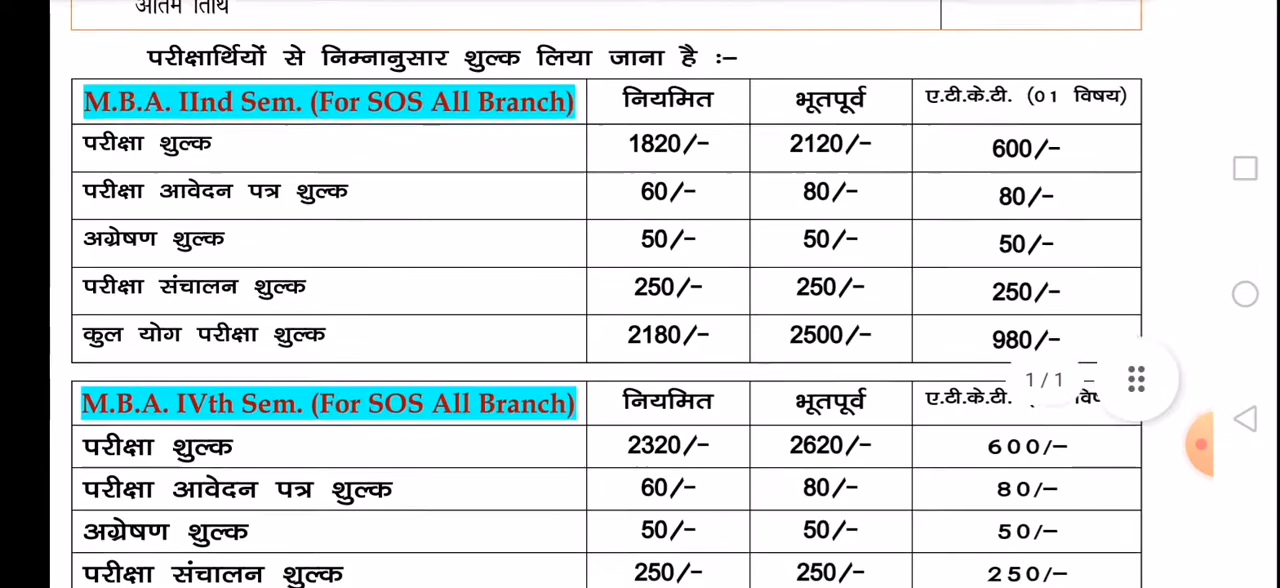 अंतिम तिथि
परीक्षार्थियों से निम्नानुसार शुल्क लिया जाना है :–
M.B.A. IInd Sem. (For SOS All Branch) नियमित भूतपूर्व ए.टी.के.टी. (01 विषय)
परीक्षा शुल्क 1820/– 2120/– 600/–
परीक्षा आवेदन पत्र शुल्क 60/– 80/– 80/–
अग्रेषण शुल्क 50/– 50/– 50/–
परीक्षा संचालन शुल्क 250/– 250/– 250/–
कुल योग परीक्षा शुल्क 2180/– 2500/– 980/–
1 / 1
M.B.A. IVth Sem. (For SOS All Branch) नियमित भूतपूर्व ए.टी.के.टी.
परीक्षा शुल्क 2320/– 2620/– 600/–
परीक्षा आवेदन पत्र शुल्क 60/– 80/– 80/–
अग्रेषण शुल्क 50/– 50/– 50/–
परीक्षा संचालन शुल्क 250/– 250/– 250/–